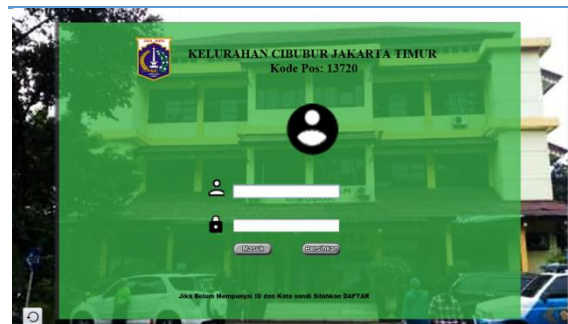 KELURAHAN CIBUBUR JAKARTA TIMUR
Kode Pos: 13720
Masuk
Bersihkan
Jika Belum Mempunyai ID dan Kata sandi Silahkan DAFTAR